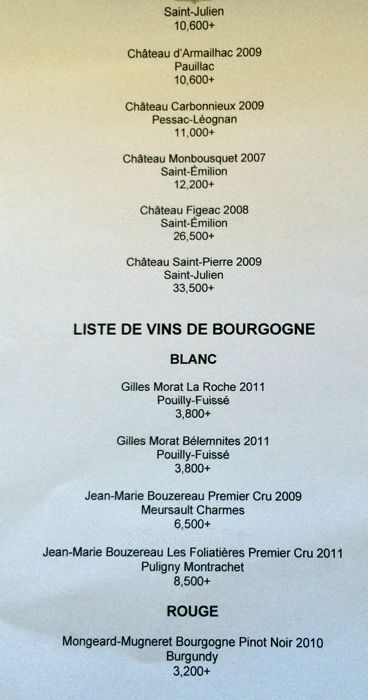 Saint-Julien
10,600+
Château d'Armailhac 2009
Pauillac
10,600+
Château Carbonnieux 2009
Pessac-Léognan
11,000+
Château Monbousquet 2007
Saint-Émilion
12,200+
Château Figeac 2008
Saint-Émilion
26,500+
Château Saint-Pierre 2009
Saint-Julien
33,500+
LISTE DE VINS DE BOURGOGNE
BLANC
Gilles Morat La Roche 2011
Pouilly-Fuissé
3,800+
Gilles Morat Bélemnites 2011
Pouilly-Fuissé
3,800+
Jean-Marie Bouzereau Premier Cru 2009
Meursault Charmes
6,500+
Jean-Marie Bouzereau Les Foliatières Premier Cru 2011
Puligny Montrachet
8,500+
ROUGE
Mongeard-Mugneret Bourgogne Pinot Noir 2010
Burgundy
3,200+